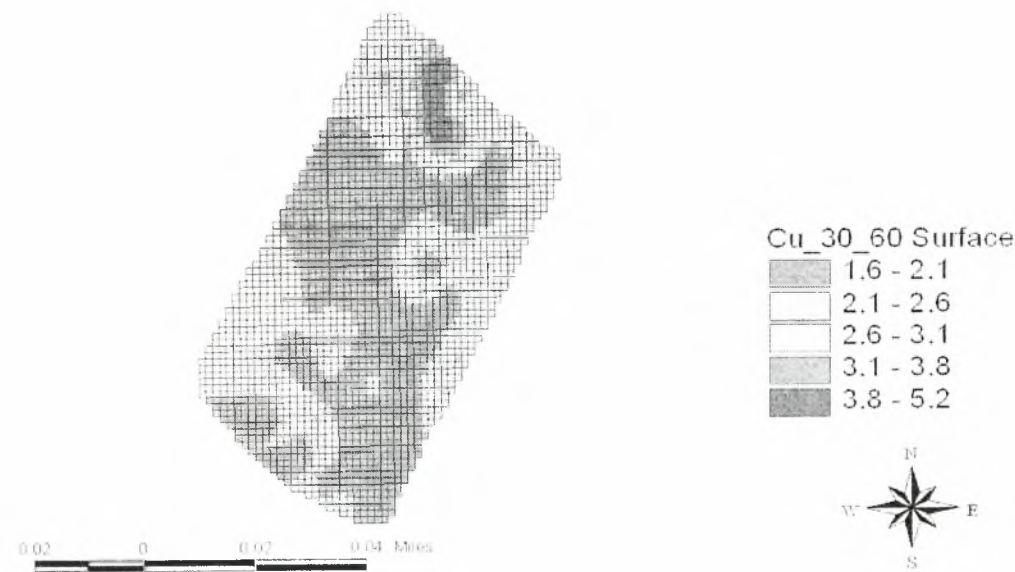 Cu_30_60 Surface
1.6 - 2.1
2.1 - 2.6
2.6 - 3.1
3.1 - 3.8
3.8 - 5.2
N
W E
S
0.02 0 0.02 0.04 Miles